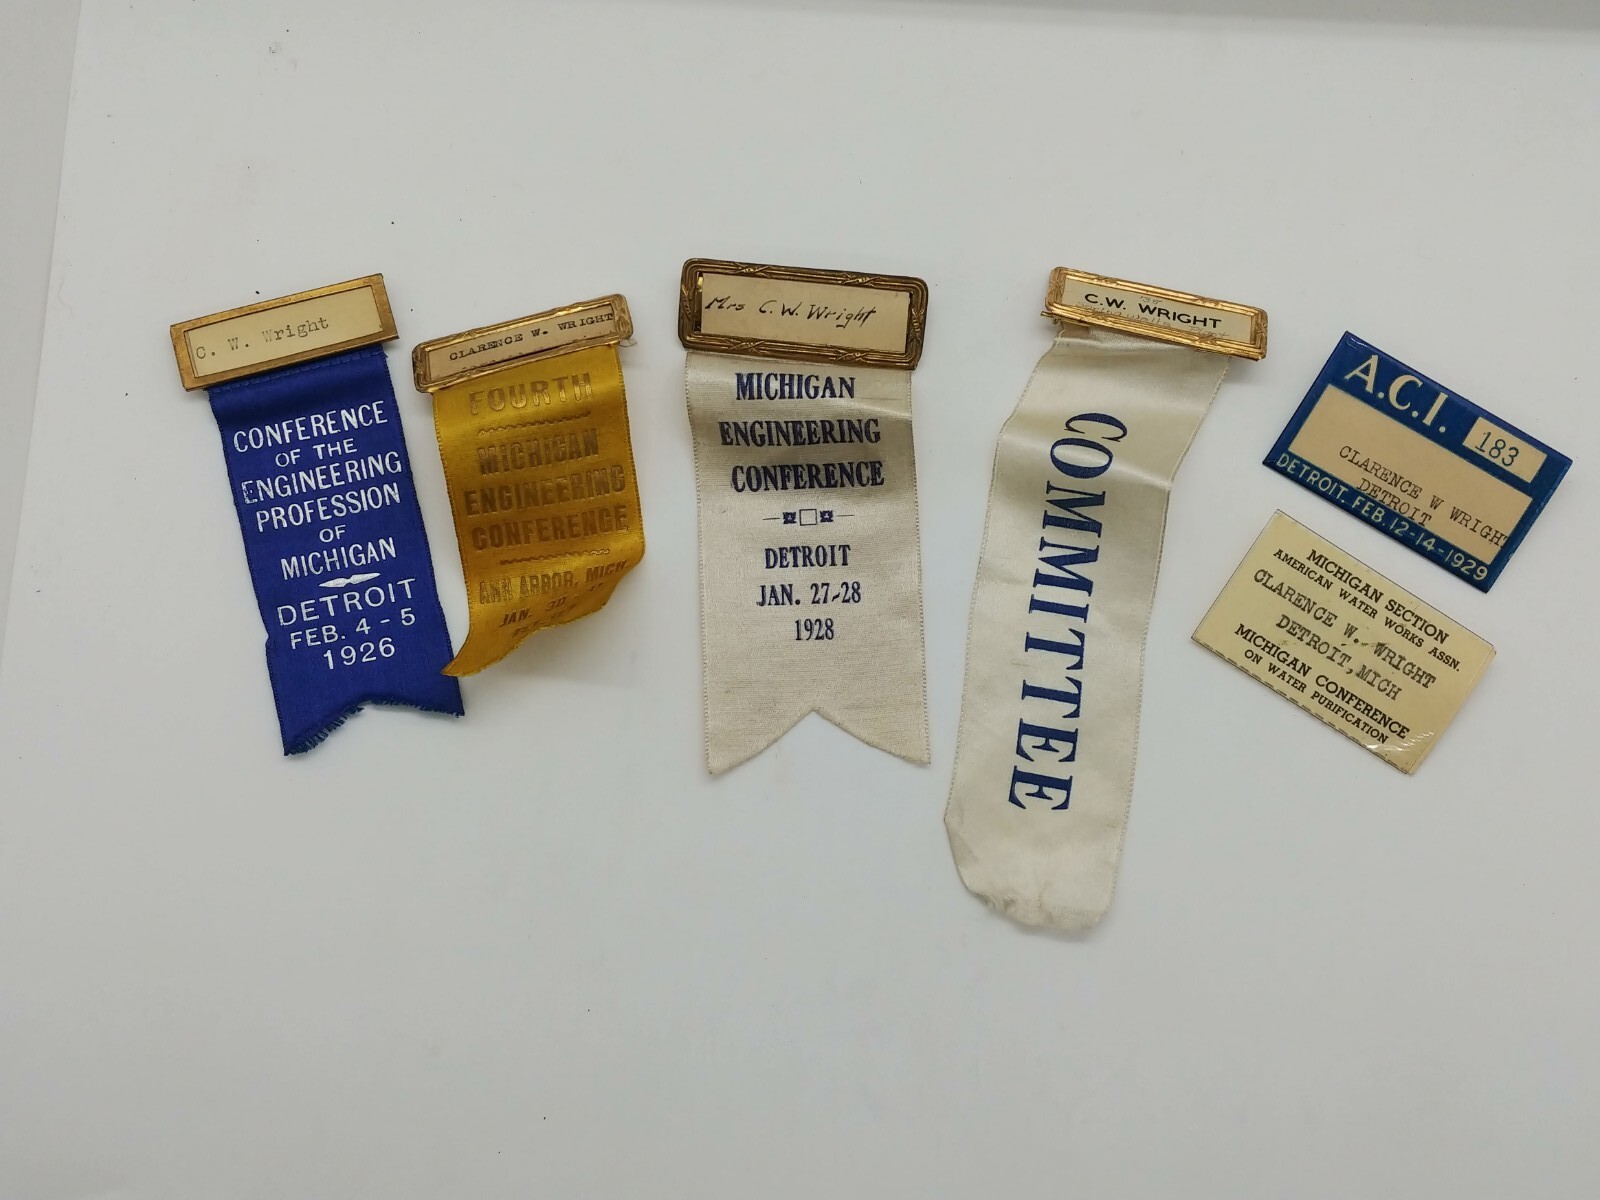 C. W. Wright
CONFERENCE
OF THE
ENGINEERING
PROFESSION
OF
MICHIGAN
DETROIT
FEB. 4 - 5
1926
CLARENCE W. WRIGHT
FOURTH
MICHIGAN
ENGINEERING
CONFERENCE
ANN ARBOR, MICH.
JAN. 30
Mrs C. W. Wright
MICHIGAN
ENGINEERING
CONFERENCE
DETROIT
JAN. 27-28
1928
C.W. WRIGHT
COMMITTEE
A.C.I.
183
CLARENCE W WRIGHT
DETROIT
DETROIT. FEB. 12-14-1929
MICHIGAN SECTION
AMERICAN WATER WORKS ASSN.
CLARENCE W. WRIGHT
DETROIT, MICH
MICHIGAN CONFERENCE
ON WATER PURIFICATION